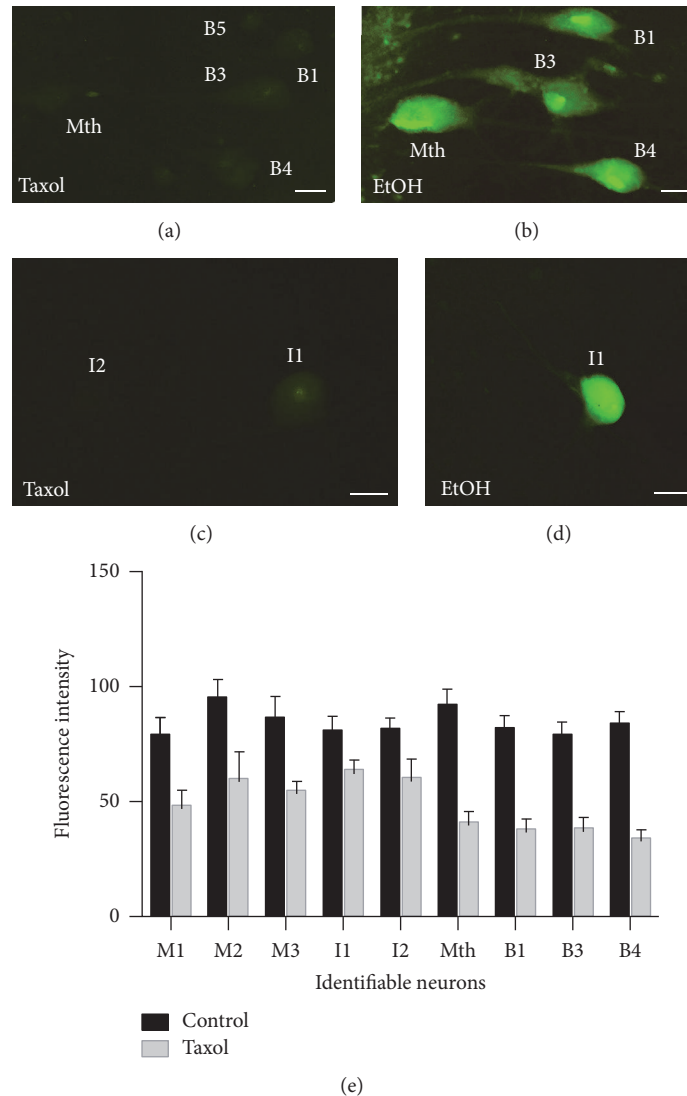 B5
B3
B1
Mth
B4
Taxol
(a)
B1
B3
Mth
B4
EtOH
(b)
I2
I1
Taxol
(c)
I1
EtOH
(d)
150
100
50
0
Fluorescence intensity
M1 M2 M3 I1 I2 Mth B1 B3 B4
Identifiable neurons
Control
Taxol
(e)